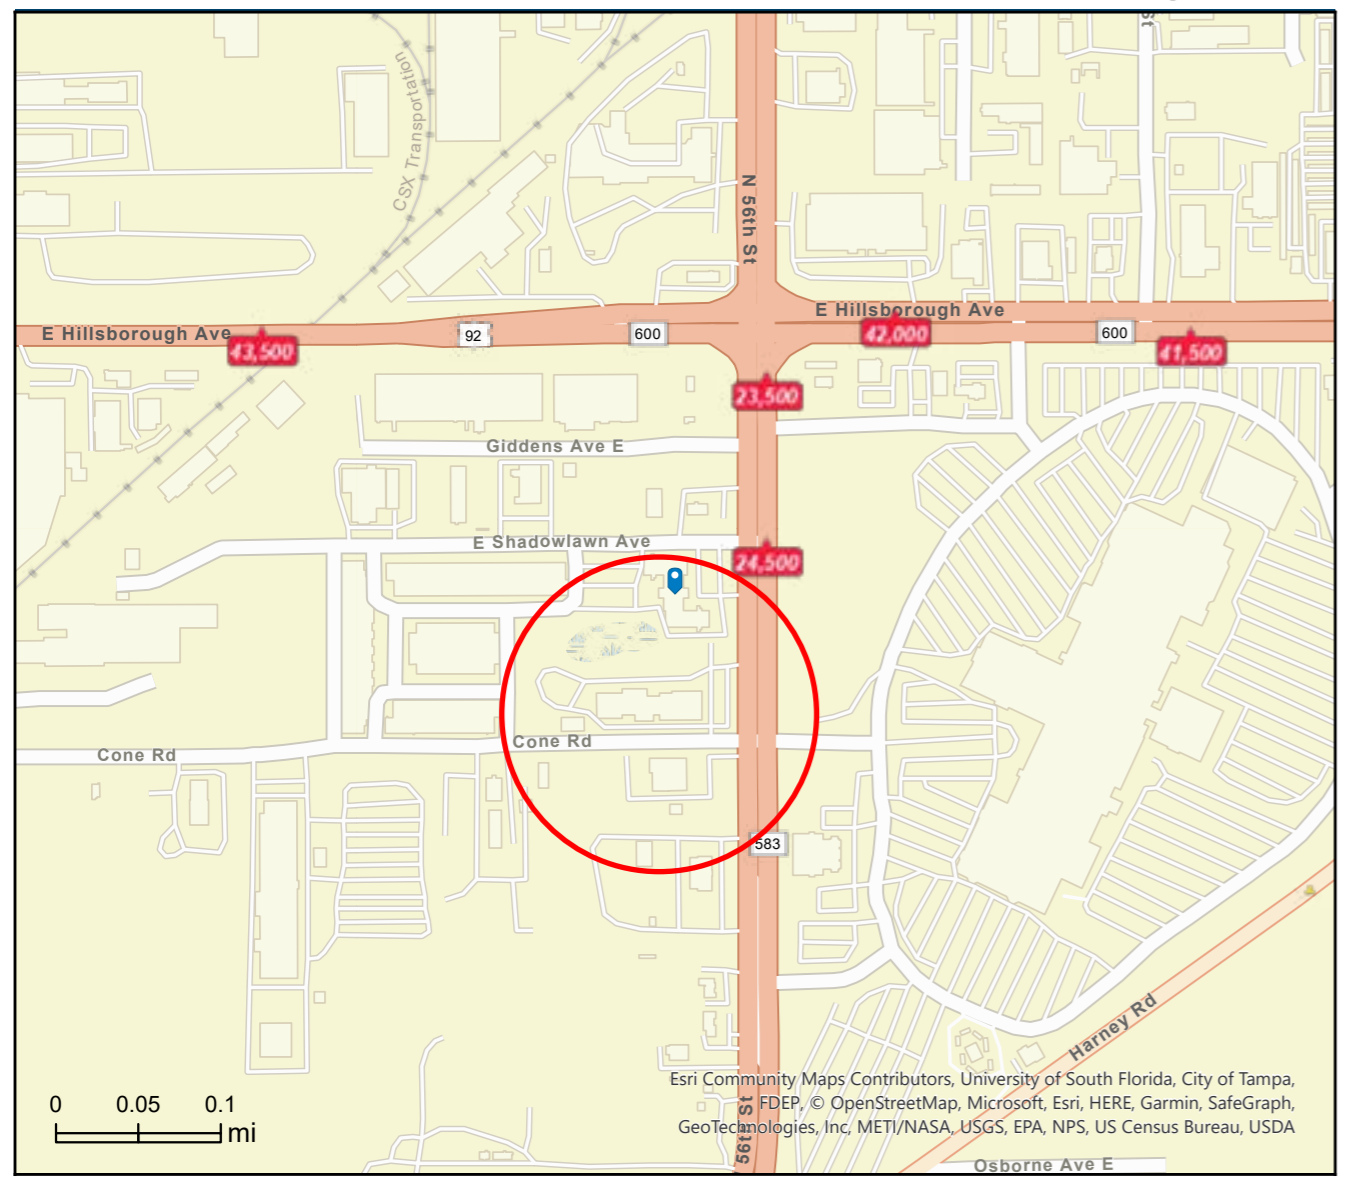 St
CSX Transportation
N 56th St
E Hillsborough Ave
E Hillsborough Ave
92
600
600
43,500
42,000
41,500
23,500
Giddens Ave E
E Shadowlawn Ave
24,500
Cone Rd
Cone Rd
583
Harney Rd
Esri Community Maps Contributors, University of South Florida, City of Tampa,
FDEP, © OpenStreetMap, Microsoft, Esri, HERE, Garmin, SafeGraph,
GeoTechnologies, Inc, METI/NASA, USGS, EPA, NPS, US Census Bureau, USDA
0 0.05 0.1
mi
56th St
Osborne Ave E